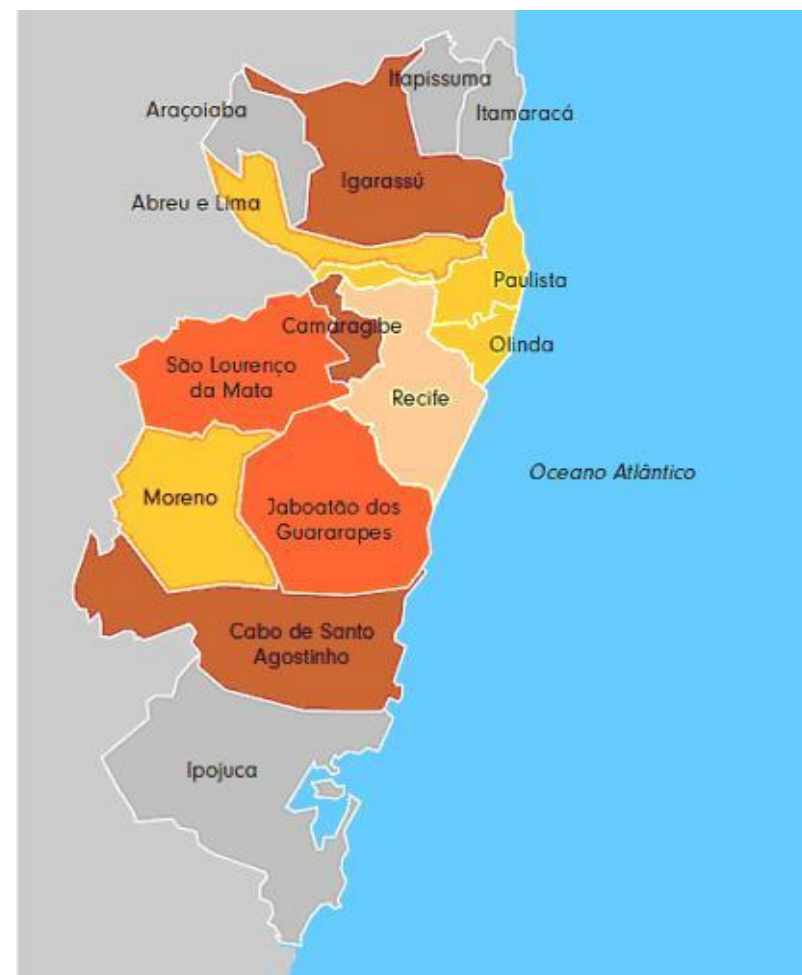 Itapissuma
Araçoiaba
Itamaracá
Igarassú
Abreu e Lima
Paulista
Camaragibe
Olinda
São Lourenço
da Mata
Recife
Oceano Atlântico
Moreno
Jaboatão dos
Guararapes
Cabo de Santo
Agostinho
Ipojuca